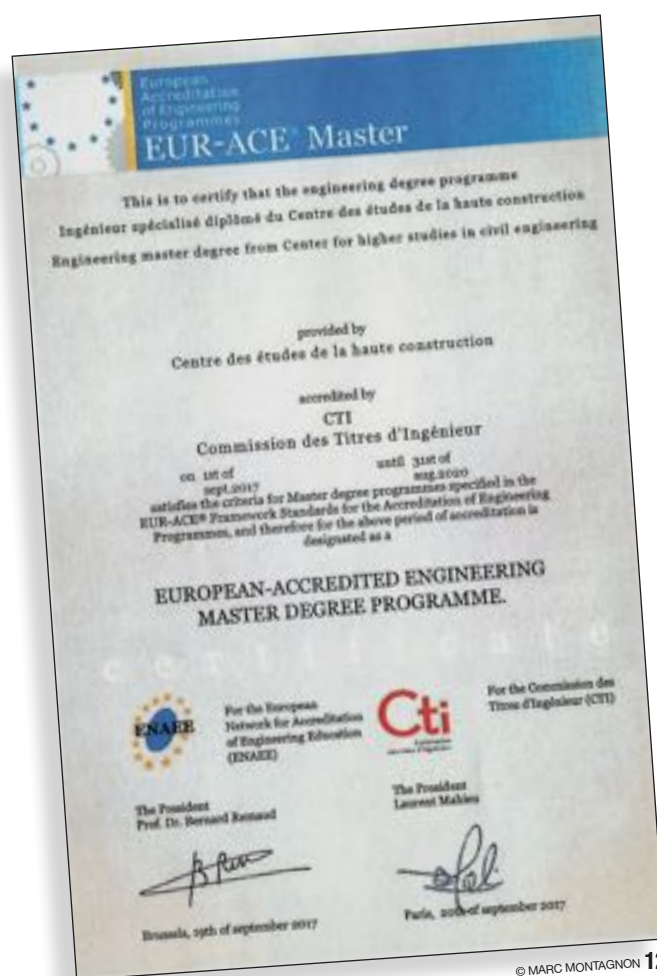 European
Accreditation
of Engineering
Programmes
EUR-ACE® Master
This is to certify that the engineering degree programme
Ingénieur spécialisé diplômé du Centre des études de la haute construction
Engineering master degree from Center for higher studies in civil engineering
provided by
Centre des études de la haute construction
accredited by
CTI
Commission des Titres d'Ingénieur
on 1st of sept.2017 until 31st of aug.2020
satisfies the criteria for Master degree programmes specified in the
EUR-ACE® Framework Standards for the Accreditation of Engineering
Programmes, and therefore for the above period of accreditation is
designated as a
EUROPEAN-ACCREDITED ENGINEERING
MASTER DEGREE PROGRAMME.
certificate
ENAEE
For the European
Network for Accreditation
of Engineering Education
(ENAEE)
Cti
For the Commission des
Titres d'Ingénieur (CTI)
The President
Prof. Dr. Bernard Remaud
The President
Laurent Mahieu
Brussels, 19th of september 2017
Paris, 20th of september 2017
© MARC MONTAGNON